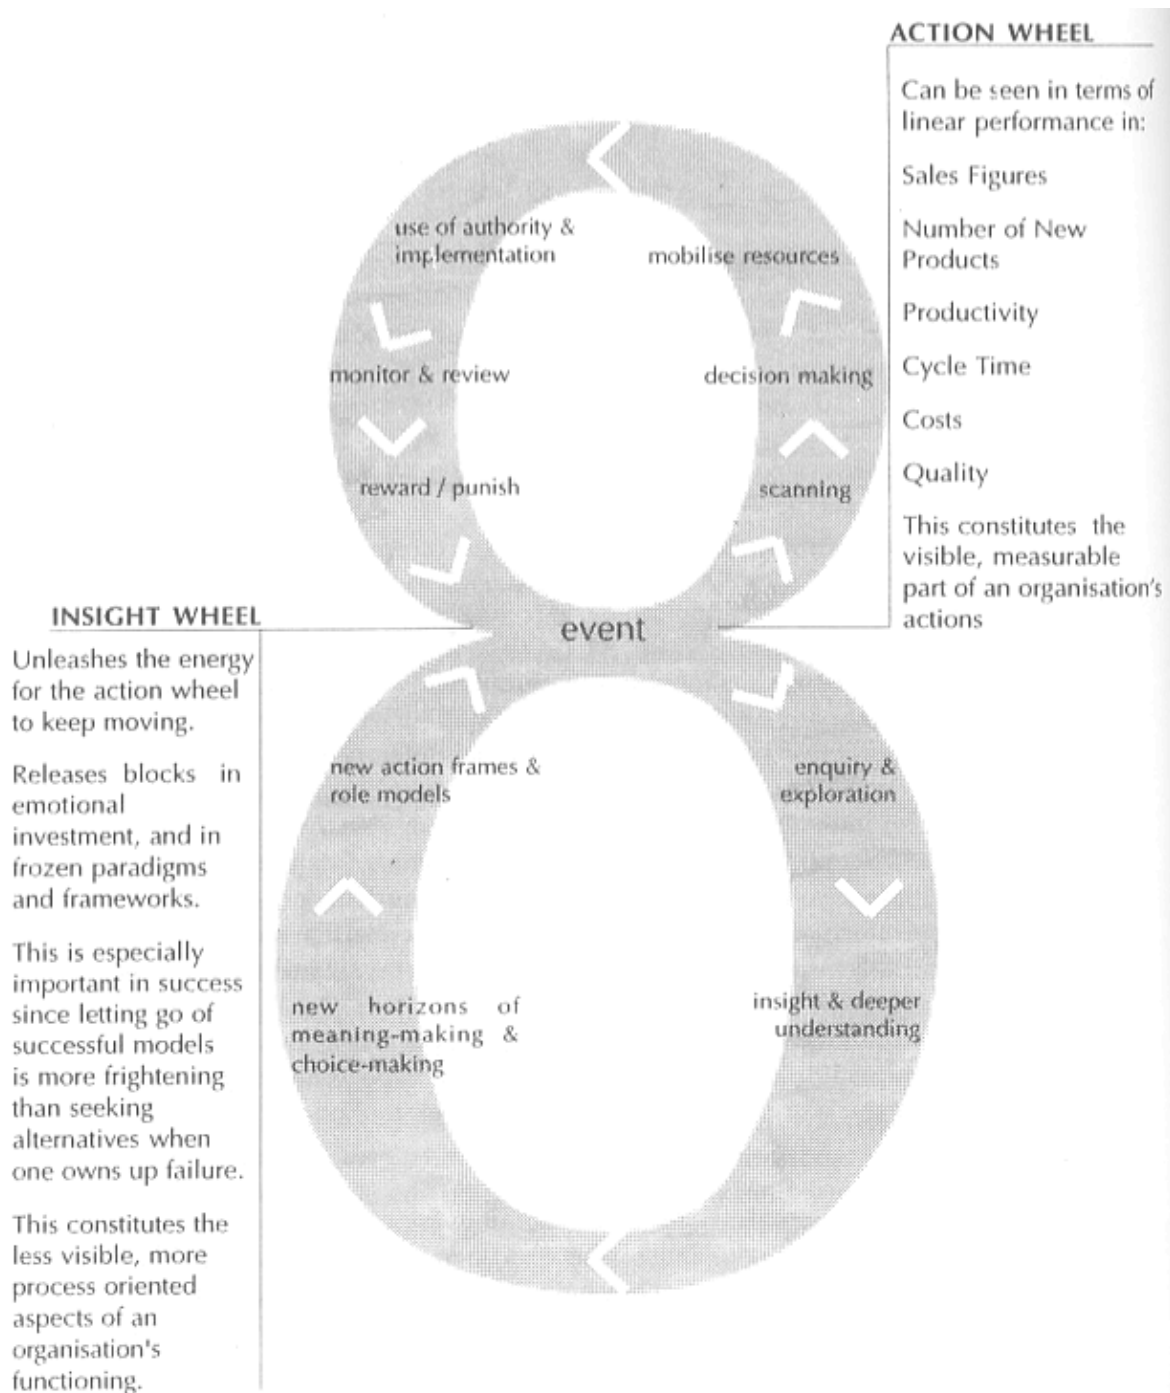 ACTION WHEEL
Can be seen in terms of
linear performance in:
Sales Figures
Number of New
Products
Productivity
Cycle Time
Costs
Quality
This constitutes the
visible, measurable
part of an organisation's
actions
use of authority &
implementation
mobilise resources
monitor & review
decision making
reward / punish
scanning
event
INSIGHT WHEEL
Unleashes the energy
for the action wheel
to keep moving.
Releases blocks in
emotional
investment, and in
frozen paradigms
and frameworks.
This is especially
important in success
since letting go of
successful models
is more frightening
than seeking
alternatives when
one owns up failure.
This constitutes the
less visible, more
process oriented
aspects of an
organisation's
functioning.
new action frames &
role models
enquiry &
exploration
new horizons of
meaning-making &
choice-making
insight & deeper
understanding